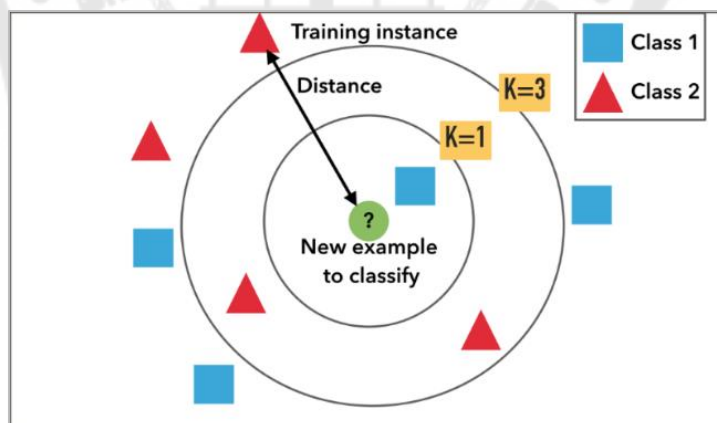 Training instance
Class 1
Distance
Class 2
K=3
K=1
?
New example
to classify